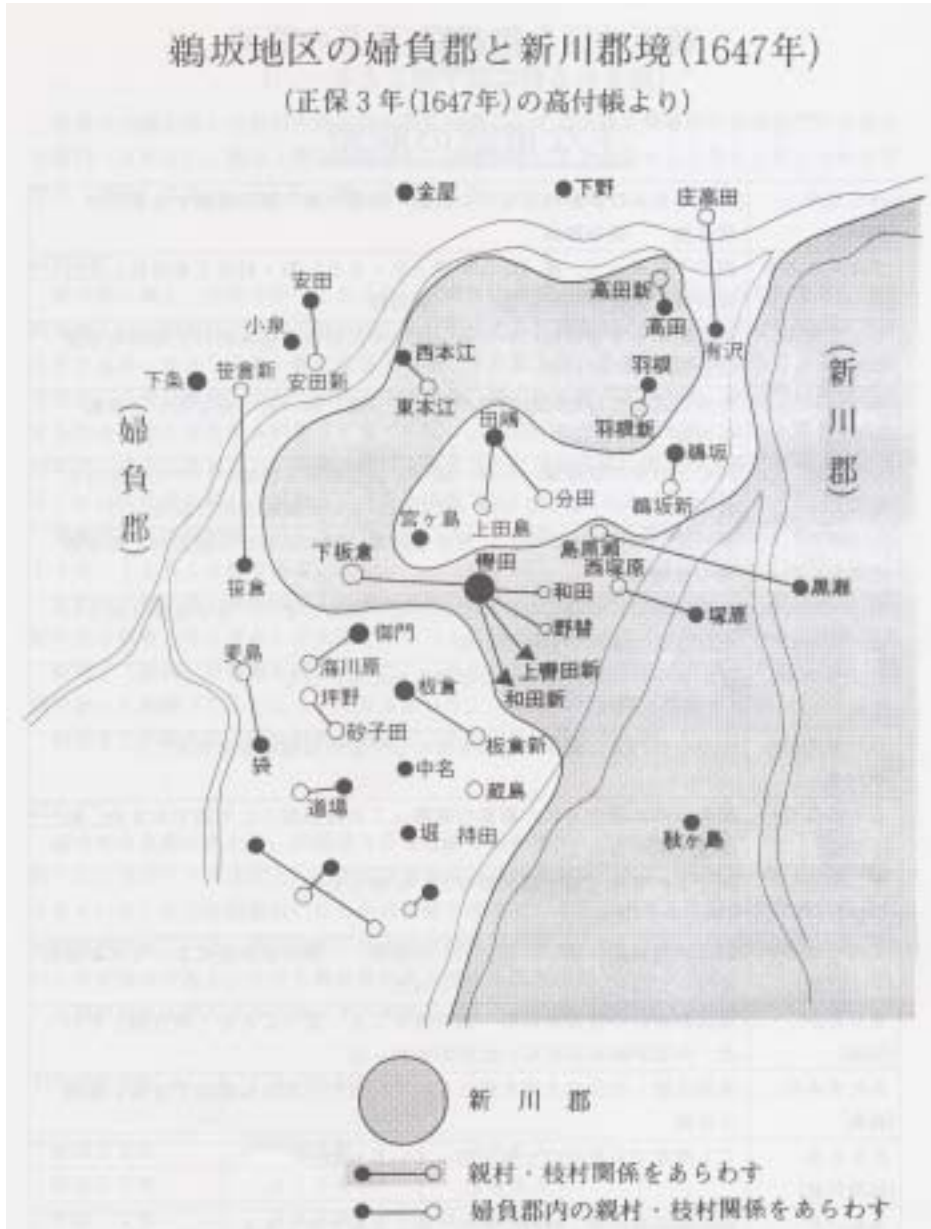 鵜坂地区の婦負郡と新川郡境(1647年)
(正保3年(1647年)の高付帳より)
金屋
下野
庄高田
安田
高田新
小泉
高田
有沢
西本江
安田新
笹倉新
下条
羽根
東本江
(新川郡)
(婦負郡)
田嶋
羽根新
鵜坂
分田
鵜坂新
上田島
宮ヶ島
島黒瀬
下板倉
轡田
西塚原
笹倉
和田
黒瀬
塚原
野替
御門
上轡田新
高川原
板倉
和田新
坪野
砂子田
板倉新
袋
中名
蔵島
道場
堀
持田
秋ヶ島
新川郡
親村・枝村関係をあらわす
婦負郡内の親村・枝村関係をあらわす